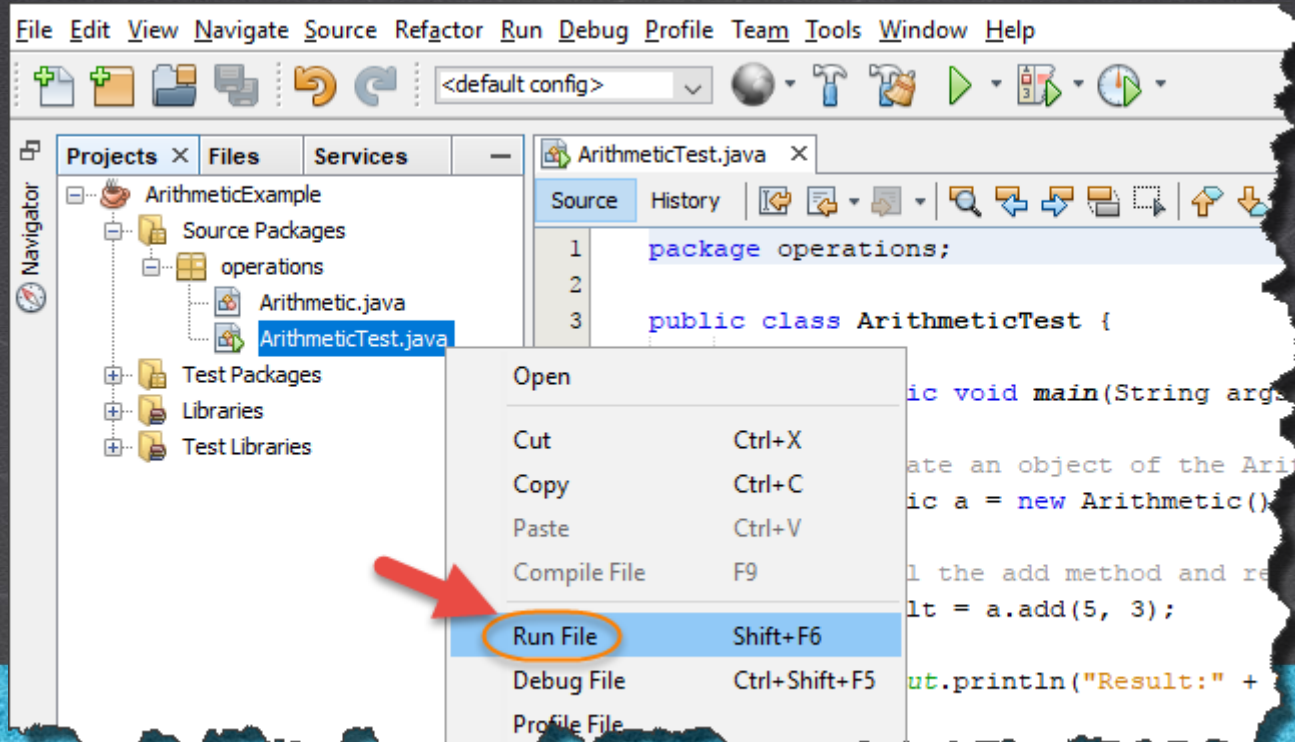 File Edit View Navigate Source Refactor Run Debug Profile Team Tools Window Help
<default config>
Projects Files Services
ArithmeticTest.java
Navigator
ArithmeticExample
Source Packages
operations
Arithmetic.java
ArithmeticTest.java
Test Packages
Libraries
Test Libraries
Source History
1 package operations;
2
3 public class ArithmeticTest {
ic void main(String args
ate an object of the Ari
ic a = new Arithmetic()
l the add method and re
lt = a.add(5, 3);
ut.println("Result:" +
Open
Cut Ctrl+X
Copy Ctrl+C
Paste Ctrl+V
Compile File F9
Run File Shift+F6
Debug File Ctrl+Shift+F5
Profile File